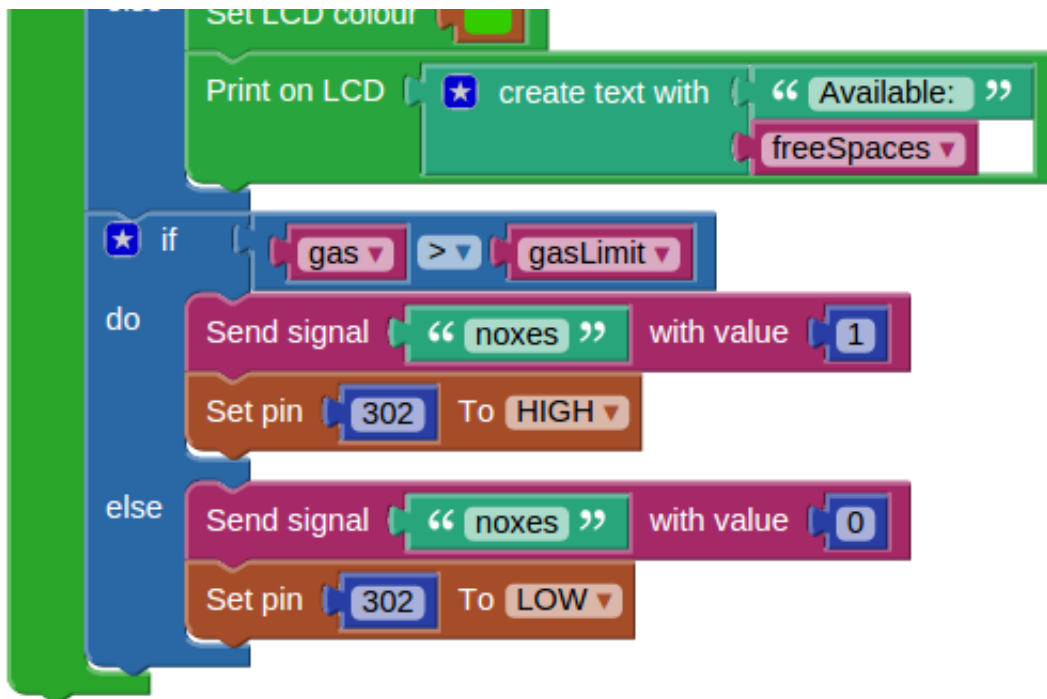 else Set LCD colour
Print on LCD create text with “ Available: ”
freeSpaces ▾
if gas ▾ > ▾ gasLimit ▾
do Send signal “ noxes ” with value 1
Set pin 302 To HIGH ▾
else Send signal “ noxes ” with value 0
Set pin 302 To LOW ▾